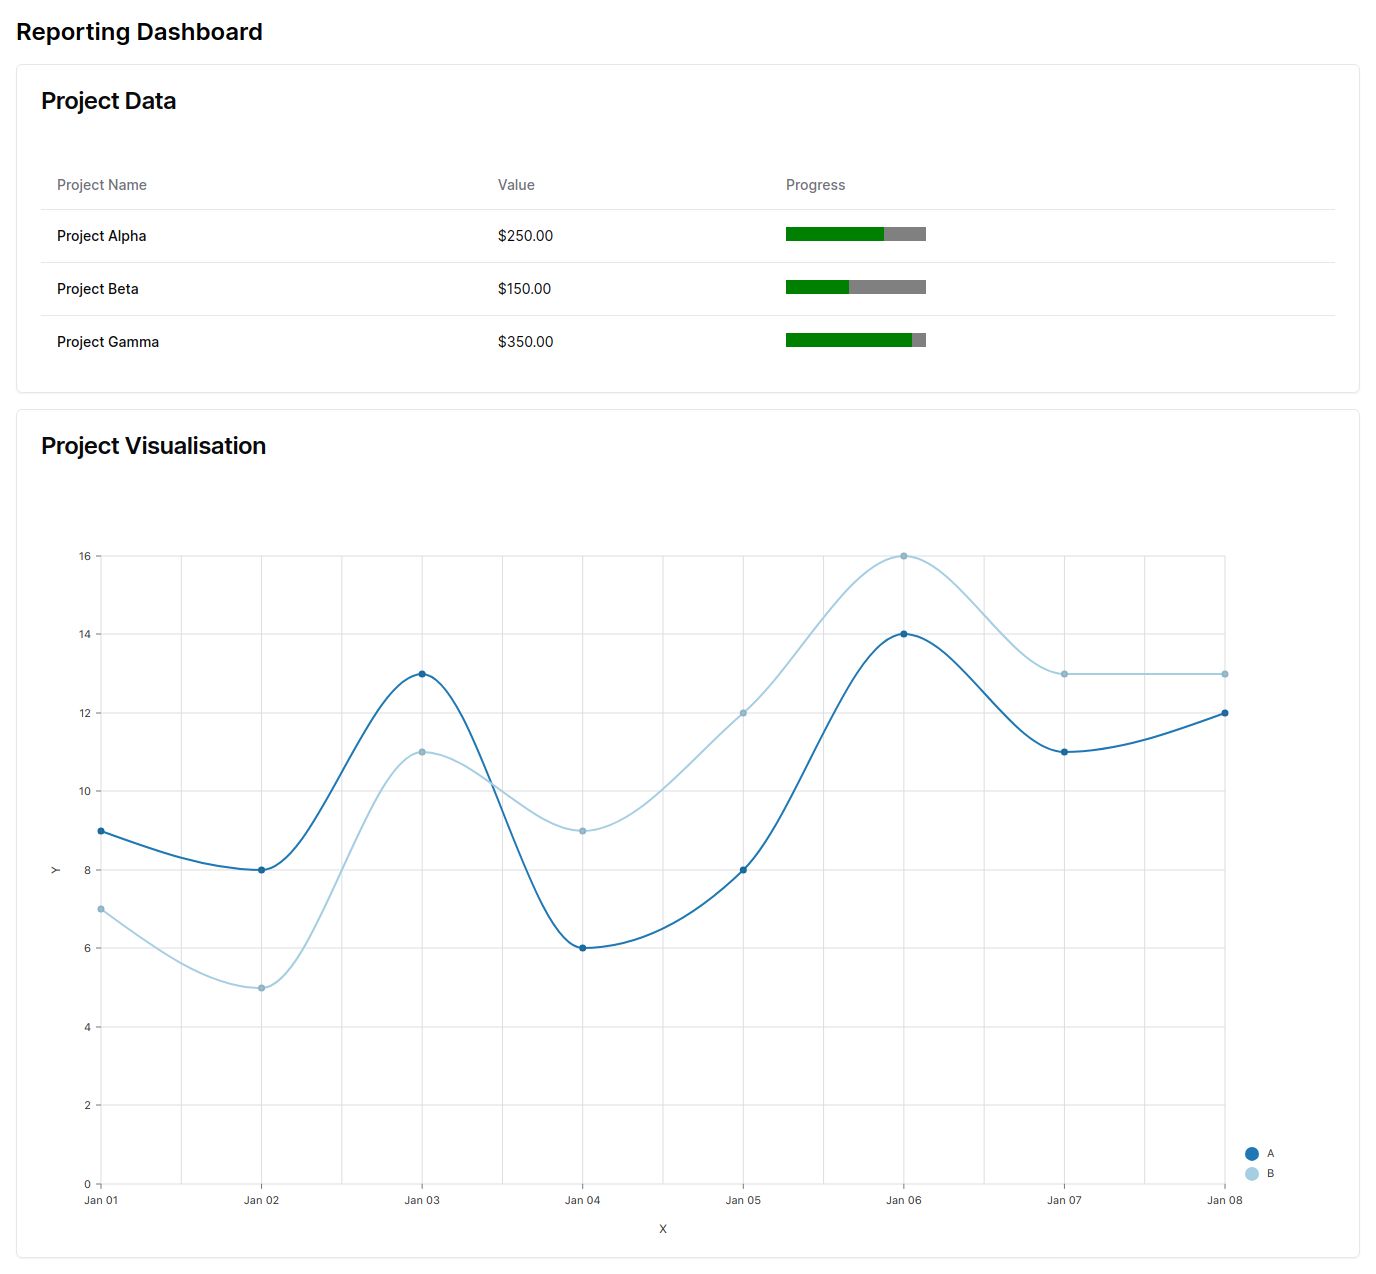 Reporting Dashboard
Project Data
Project Name Value Progress
Project Alpha $250.00
Project Beta $150.00
Project Gamma $350.00
Project Visualisation
16
14
12
10
8
6
4
2
0
Y
Jan 01 Jan 02 Jan 03 Jan 04 Jan 05 Jan 06 Jan 07 Jan 08
X
A
B